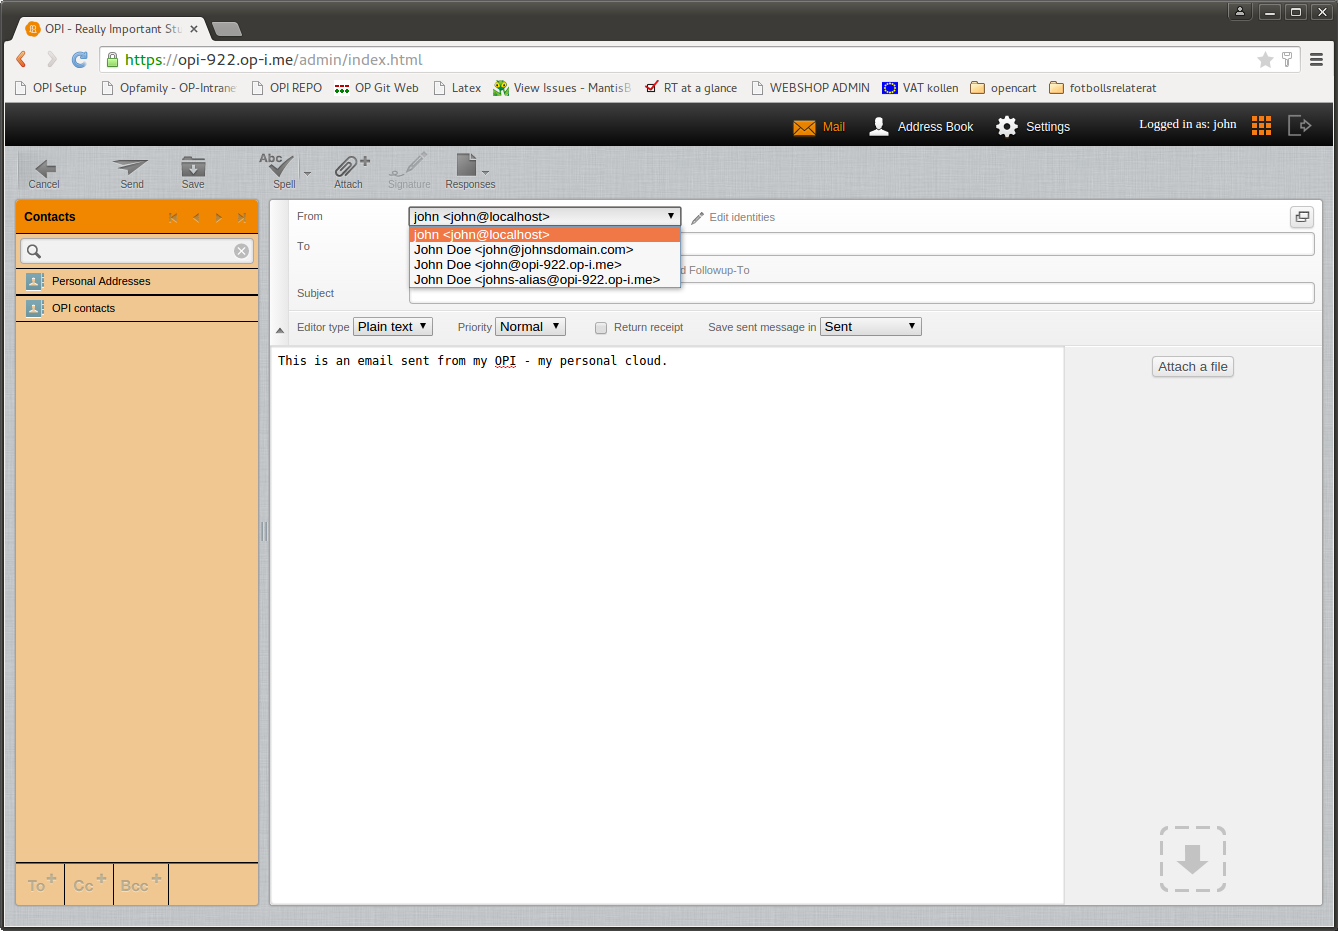 OPI - Really Important Stu
https://opi-922.op-i.me/admin/index.html
OPI Setup Opfamily - OP-Intrane OPI REPO OP Git Web Latex View Issues - MantisB RT at a glance WEBSHOP ADMIN VAT kollen opencart fotbollsrelaterat
Mail Address Book Settings Logged in as: john
Abc
Cancel Send Save Spell Attach Signature Responses
Contacts
Personal Addresses
OPI contacts
To Cc Bcc
From john <john@localhost> Edit identities
john <john@localhost>
To
John Doe <john@johnsdomain.com>
John Doe <john@opi-922.op-i.me>
Followup-To
John Doe <johns-alias@opi-922.op-i.me>
Subject
Editor type Plain text Priority Normal Return receipt Save sent message in Sent
This is an email sent from my OPI - my personal cloud.
Attach a file